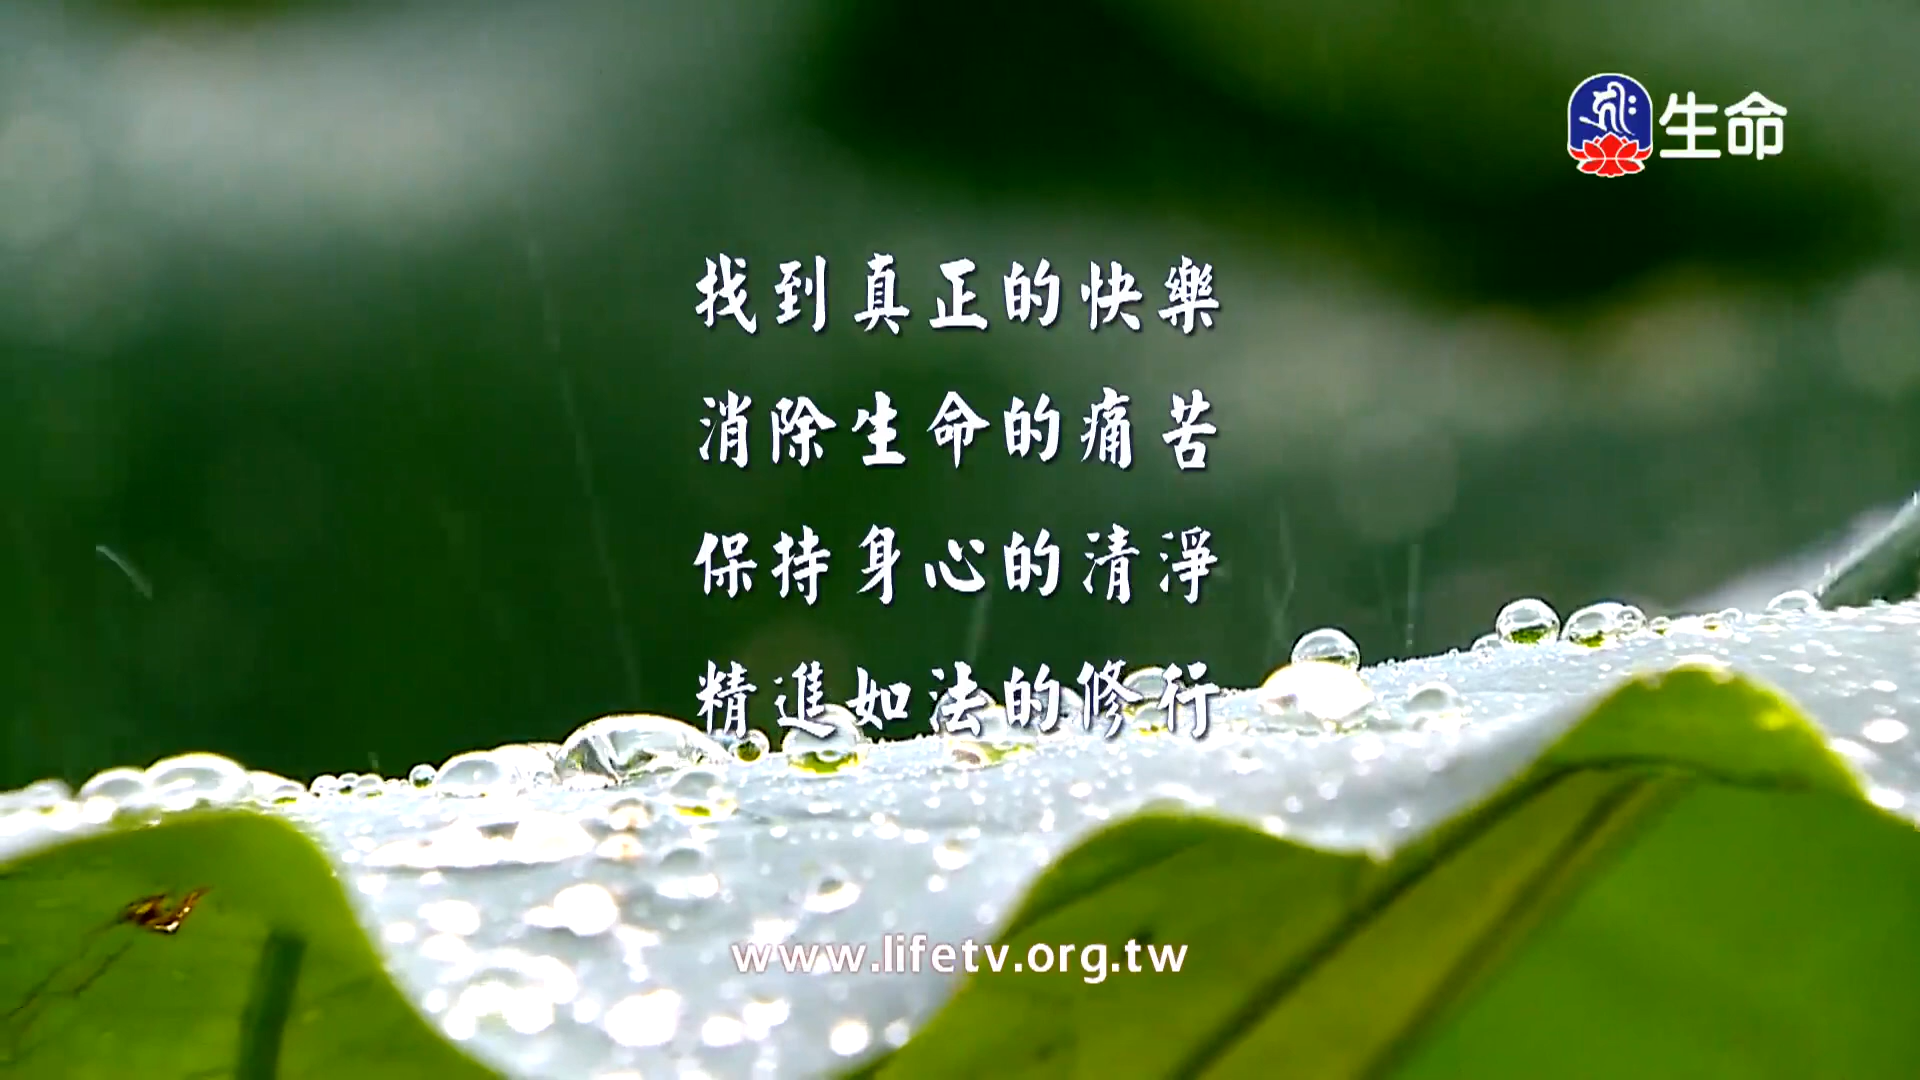 生命
找到真正的快樂
消除生命的痛苦
保持身心的清淨
精進如法的修行
www.lifetv.org.tw